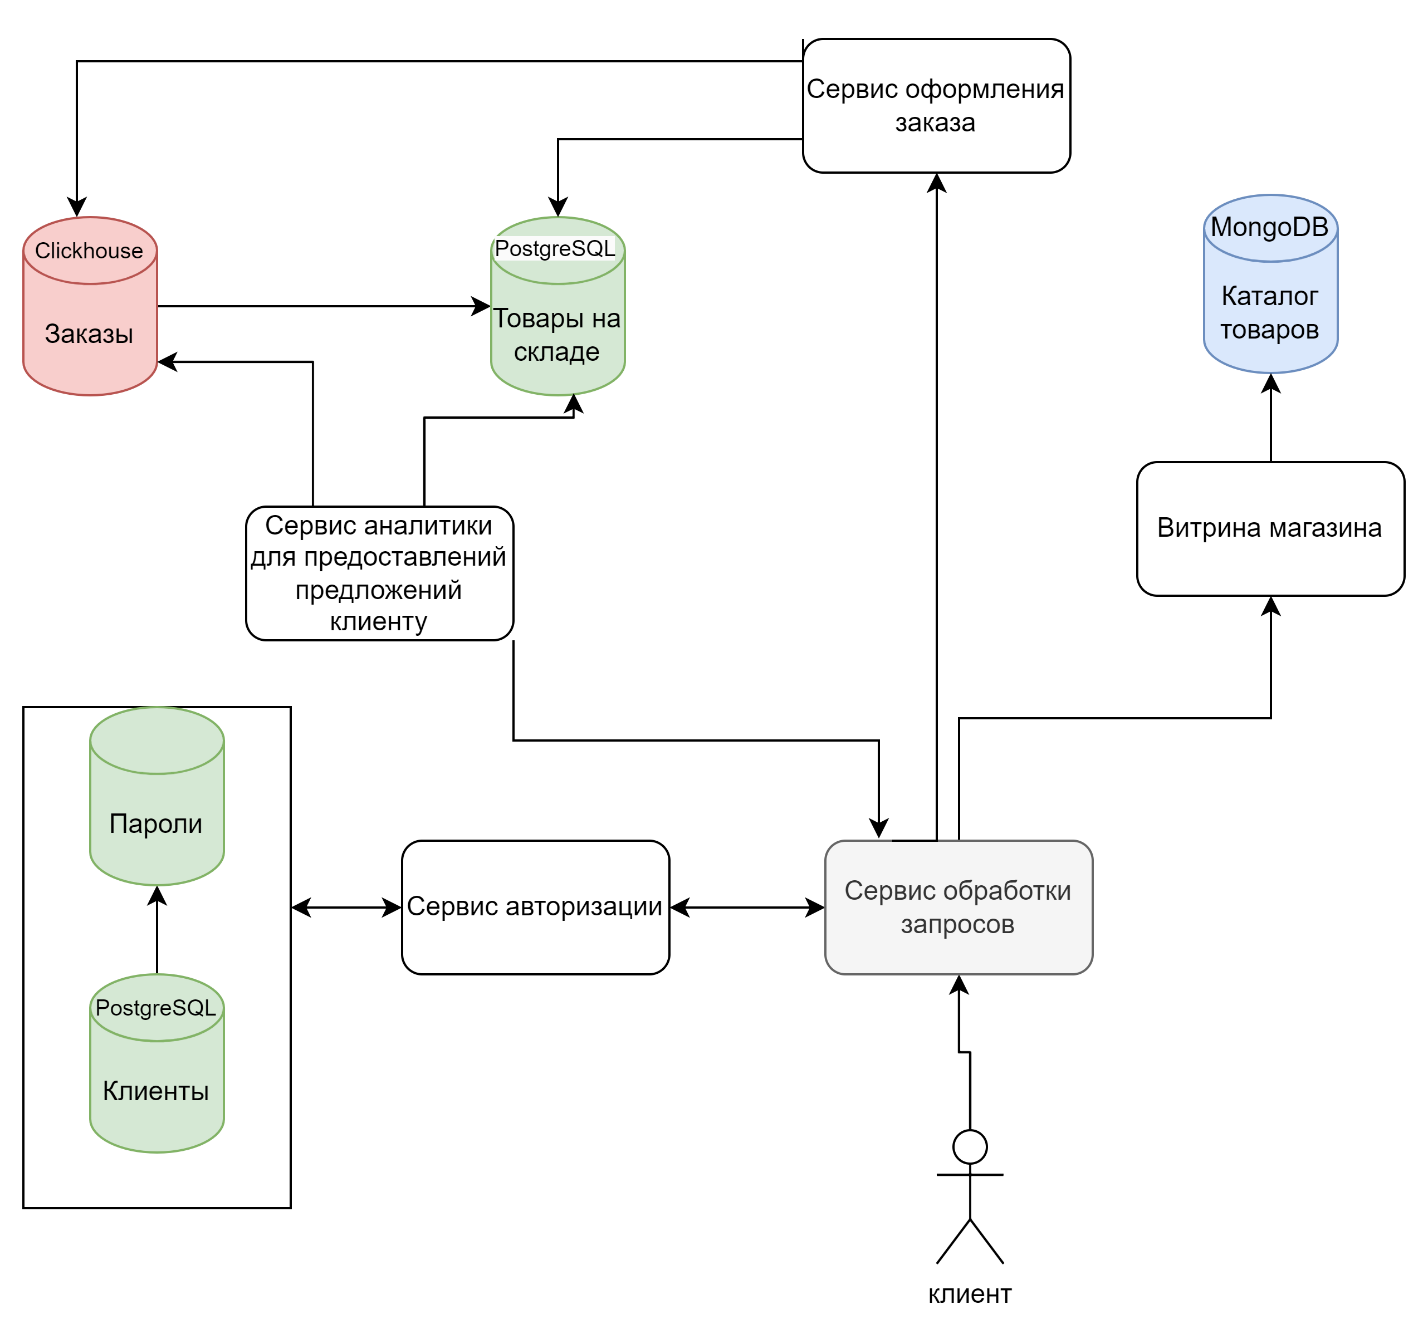 Сервис оформления
заказа
Clickhouse
Заказы
PostgreSQL
Товары на
складе
MongoDB
Каталог
товаров
Витрина магазина
Сервис аналитики
для предоставлений
предложений
клиенту
Пароли
PostgreSQL
Клиенты
Сервис авторизации
Сервис обработки
запросов
клиент